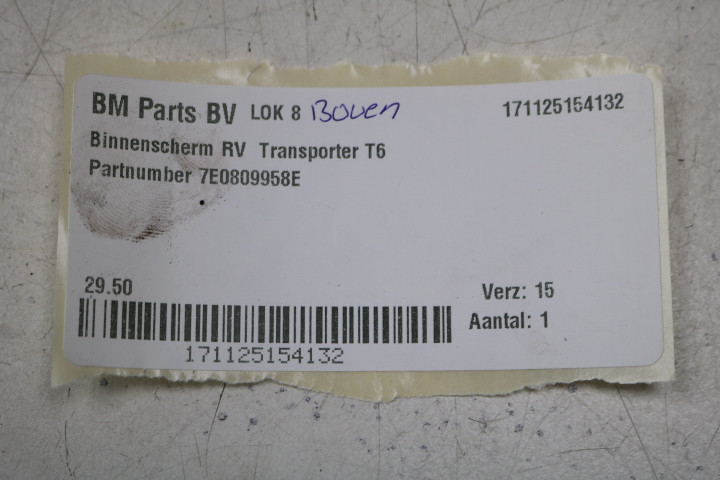 BM Parts BV LOK 8 Boven 171125154132
Binnenscherm RV Transporter T6
Partnumber 7E0809958E
29.50 Verz: 15
Aantal: 1
171125154132